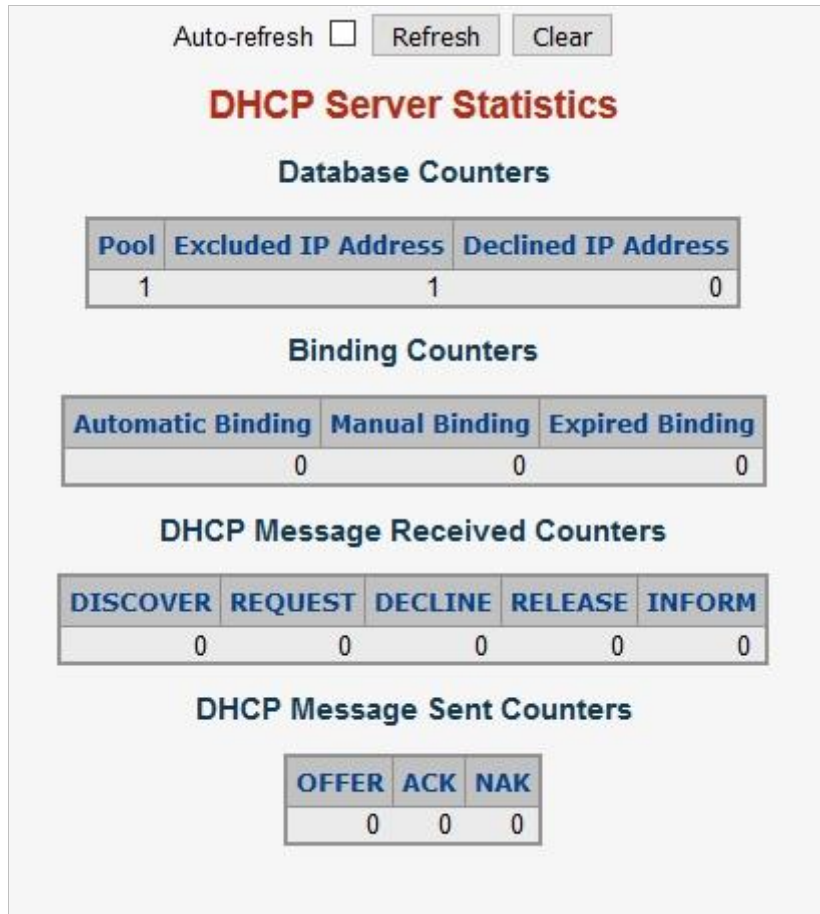 Auto-refresh Refresh Clear
DHCP Server Statistics
Database Counters
Pool Excluded IP Address Declined IP Address
1 1 0
Binding Counters
Automatic Binding Manual Binding Expired Binding
0 0 0
DHCP Message Received Counters
DISCOVER REQUEST DECLINE RELEASE INFORM
0 0 0 0 0
DHCP Message Sent Counters
OFFER ACK NAK
0 0 0